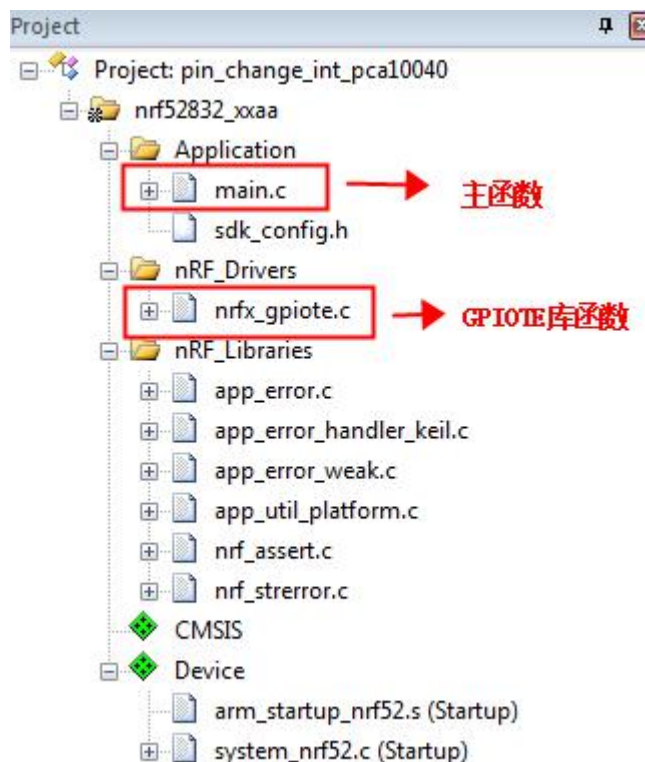 Project
Project: pin_change_int_pca10040
nrf52832_xxaa
Application
main.c
主函数
sdk_config.h
nRF_Drivers
nrfx_gpiote.c
GPIOTE库函数
nRF_Libraries
app_error.c
app_error_handler_keil.c
app_error_weak.c
app_util_platform.c
nrf_assert.c
nrf_strerror.c
CMSIS
Device
arm_startup_nrf52.s (Startup)
system_nrf52.c (Startup)